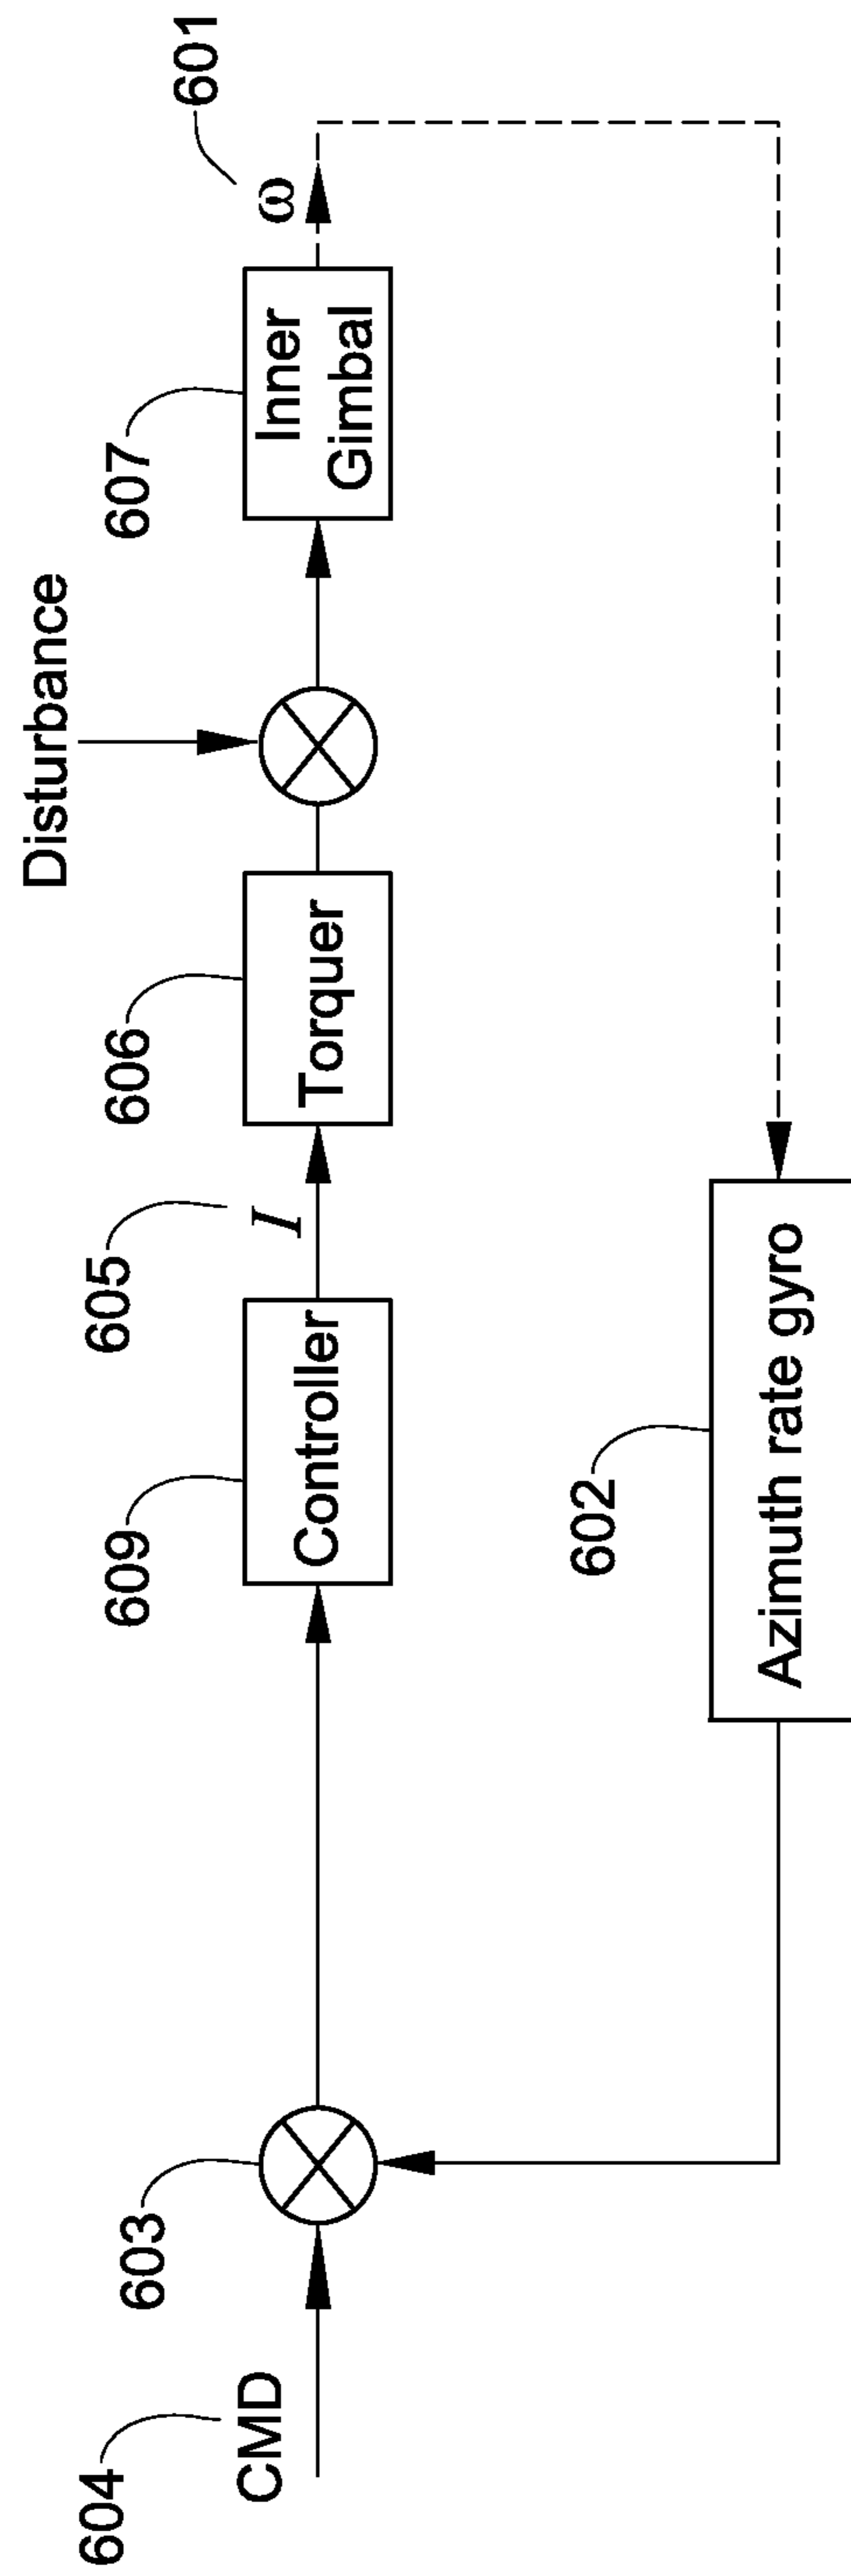 Disturbance
604
603
609
605
606
607
601
CMD
Controller
I
Torquer
Inner
Gimbal
ω
602
Azimuth rate gyro